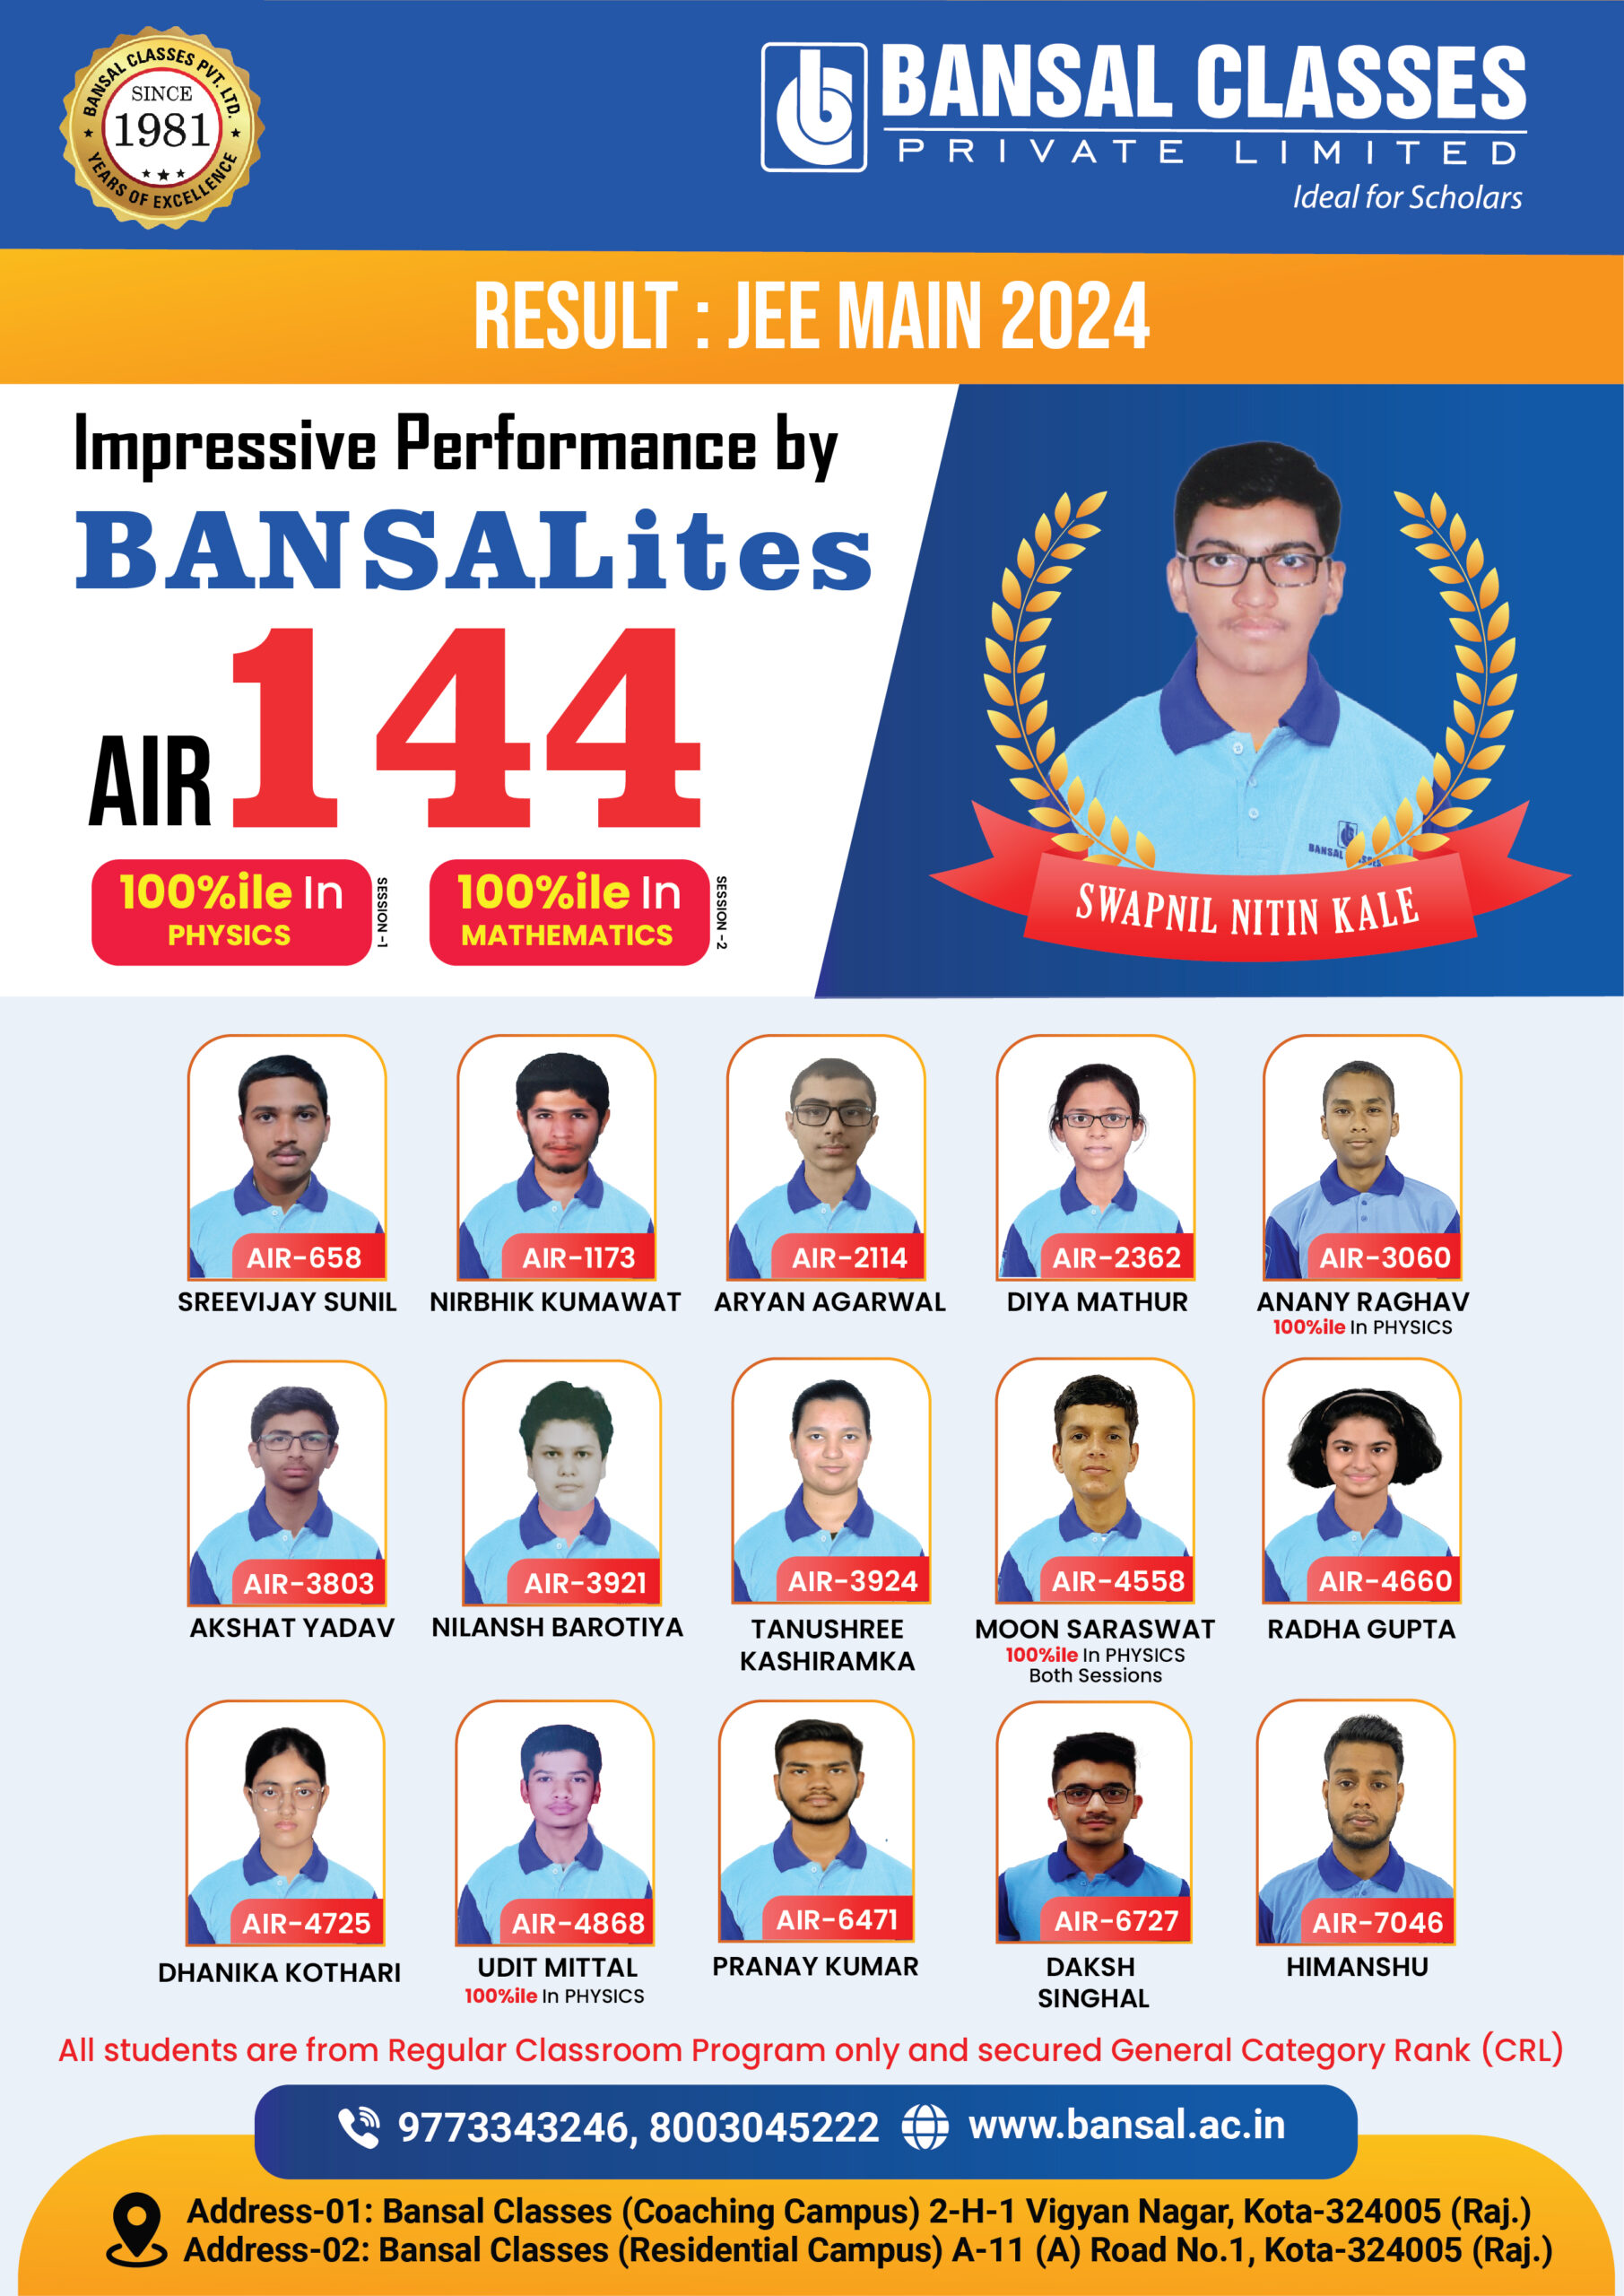 BANSAL CLASSES PVT. LTD.
SINCE
1981
YEARS OF EXCELLENCE
BANSAL CLASSES
PRIVATE LIMITED
Ideal for Scholars
RESULT : JEE MAIN 2024
Impressive Performance by
BANSALites
AIR 144
100%ile In
PHYSICS
SESSION -1
100%ile In
MATHEMATICS
SESSION -2
BANSAL
SWAPNIL NITIN KALE
AIR-658
SREEVIJAY SUNIL
AIR-1173
NIRBHIK KUMAWAT
AIR-2114
ARYAN AGARWAL
AIR-2362
DIYA MATHUR
AIR-3060
ANANY RAGHAV
100%ile In PHYSICS
AIR-3803
AKSHAT YADAV
AIR-3921
NILANSH BAROTIYA
AIR-3924
TANUSHREE
KASHIRAMKA
AIR-4558
MOON SARASWAT
100%ile In PHYSICS
Both Sessions
AIR-4660
RADHA GUPTA
AIR-4725
DHANIKA KOTHARI
AIR-4868
UDIT MITTAL
100%ile In PHYSICS
AIR-6471
PRANAY KUMAR
AIR-6727
DAKSH
SINGHAL
AIR-7046
HIMANSHU
All students are from Regular Classroom Program only and secured General Category Rank (CRL)
9773343246, 8003045222 www.bansal.ac.in
Address-01: Bansal Classes (Coaching Campus) 2-H-1 Vigyan Nagar, Kota-324005 (Raj.)
Address-02: Bansal Classes (Residential Campus) A-11 (A) Road No.1, Kota-324005 (Raj.)